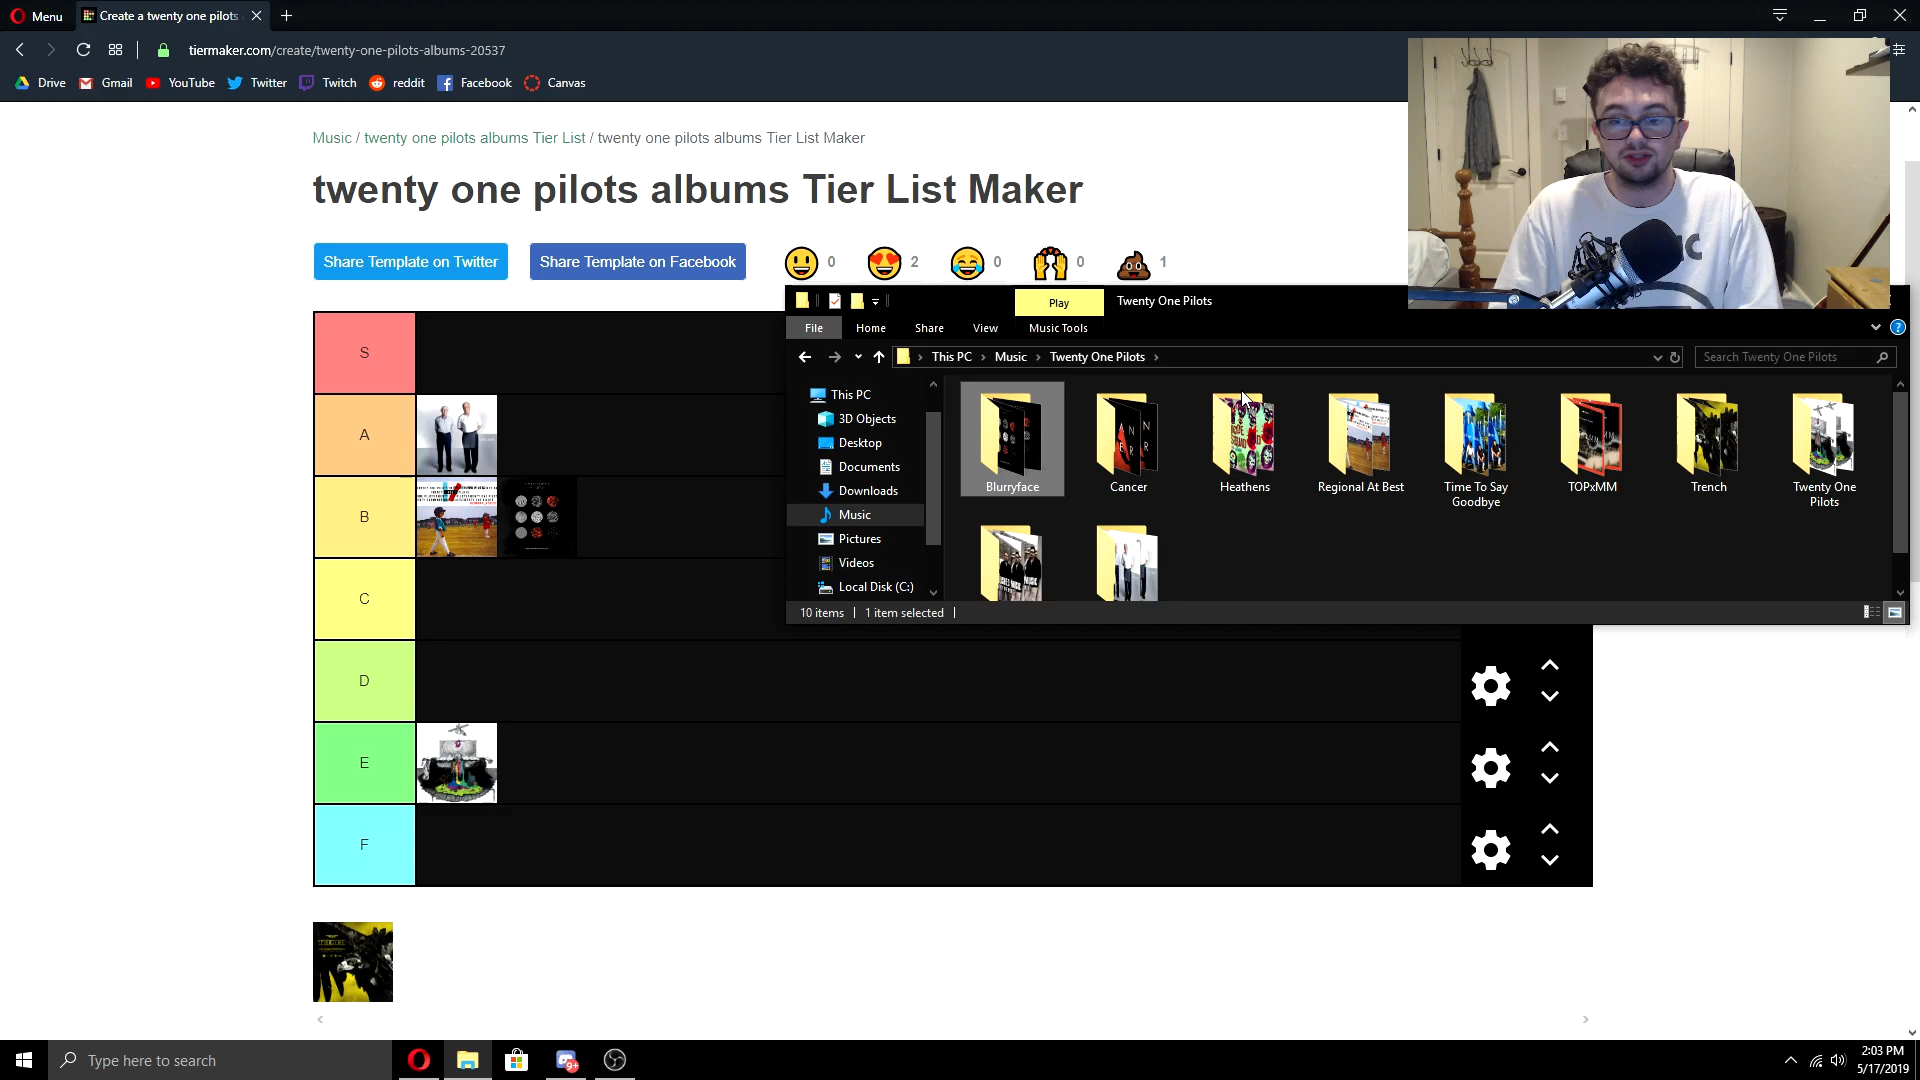 Menu
Create a twenty one pilots
tiermaker.com/create/twenty-one-pilots-albums-20537
Drive
Gmail
YouTube
Twitter
Twitch
reddit
Facebook
Canvas
Music / twenty one pilots albums Tier List / twenty one pilots albums Tier List Maker
twenty one pilots albums Tier List Maker
Share Template on Twitter
Share Template on Facebook
0
2
0
0
1
S
A
B
C
D
E
F
Play
Twenty One Pilots
File
Home
Share
View
Music Tools
This PC
Music
Twenty One Pilots
Search Twenty One Pilots
This PC
3D Objects
Desktop
Documents
Downloads
Music
Pictures
Videos
Local Disk (C:)
Blurryface
Cancer
Heathens
Regional At Best
Time To Say
Goodbye
TOPxMM
Trench
Twenty One
Pilots
10 items
1 item selected
Type here to search
9+
2:03 PM
5/17/2019